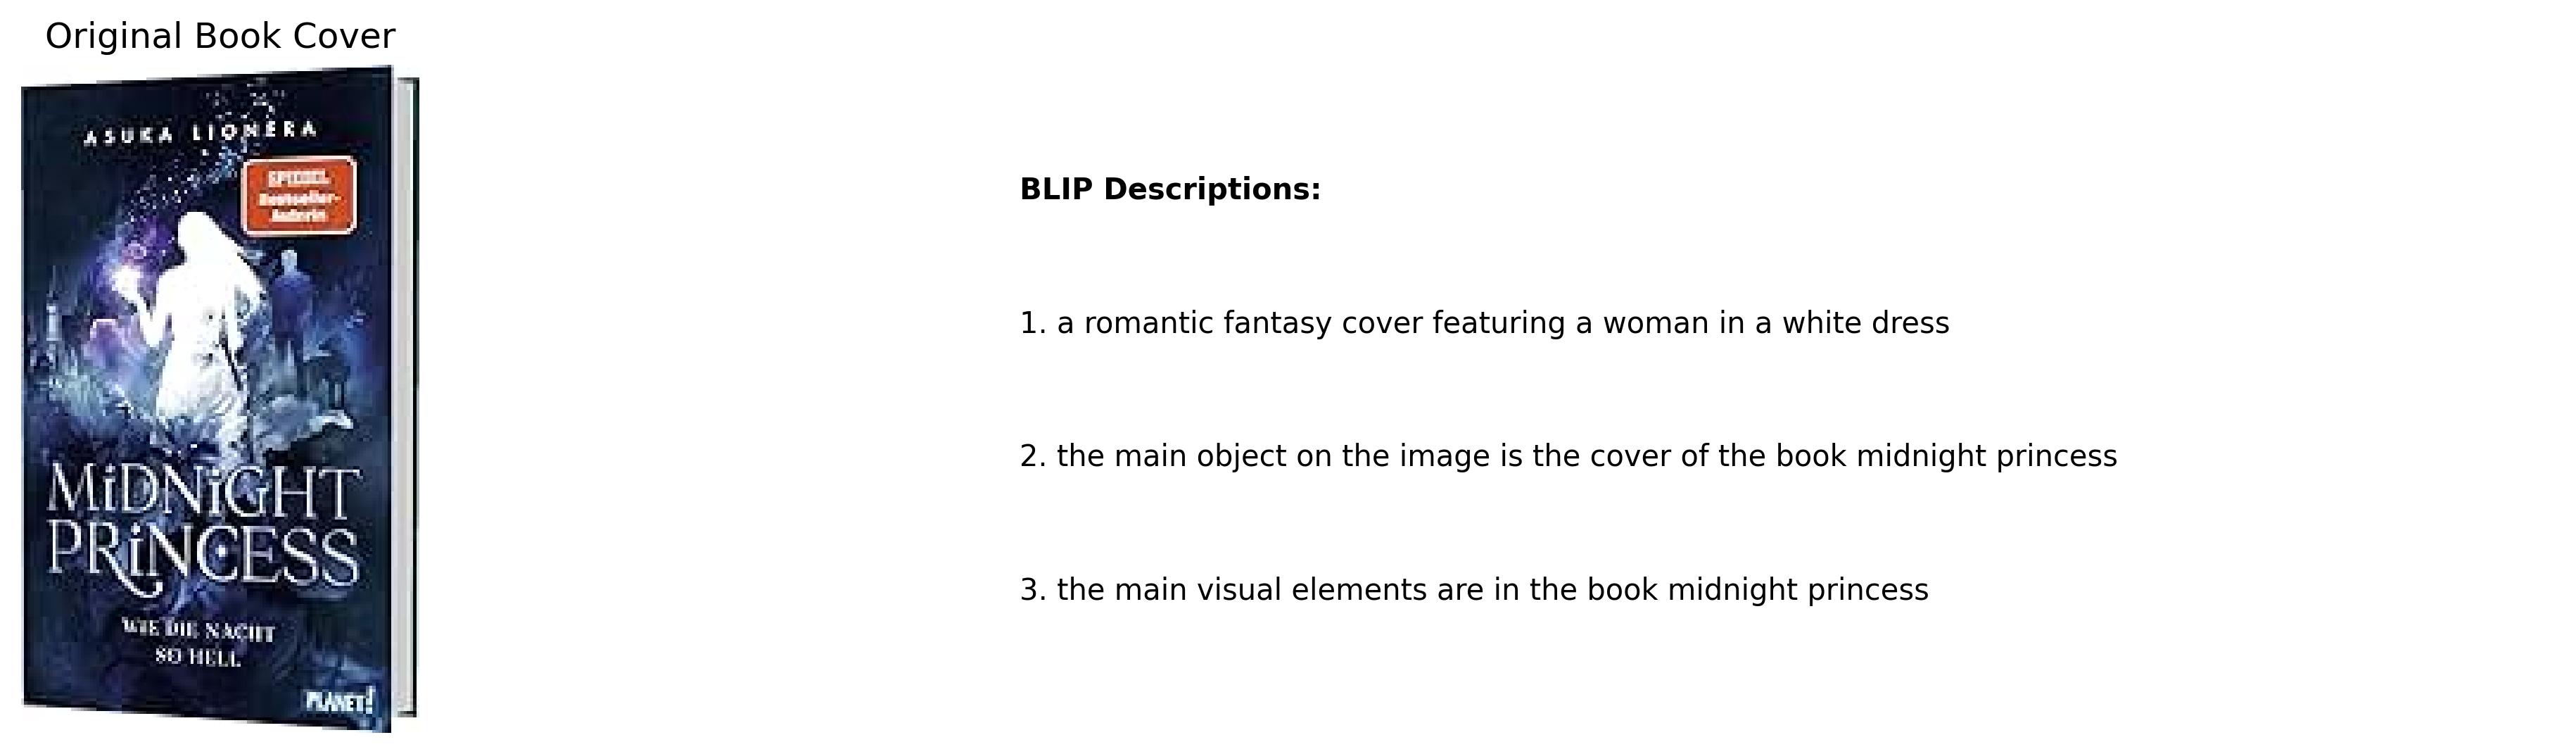 Original Book Cover
ASUKA LIONERA
SPIEGEL
Bestseller-
Autorin
MiDNiGHT
PRiNCESS
WIE DIE NACHT
SO HELL
PLANET!
BLIP Descriptions:
1. a romantic fantasy cover featuring a woman in a white dress
2. the main object on the image is the cover of the book midnight princess
3. the main visual elements are in the book midnight princess